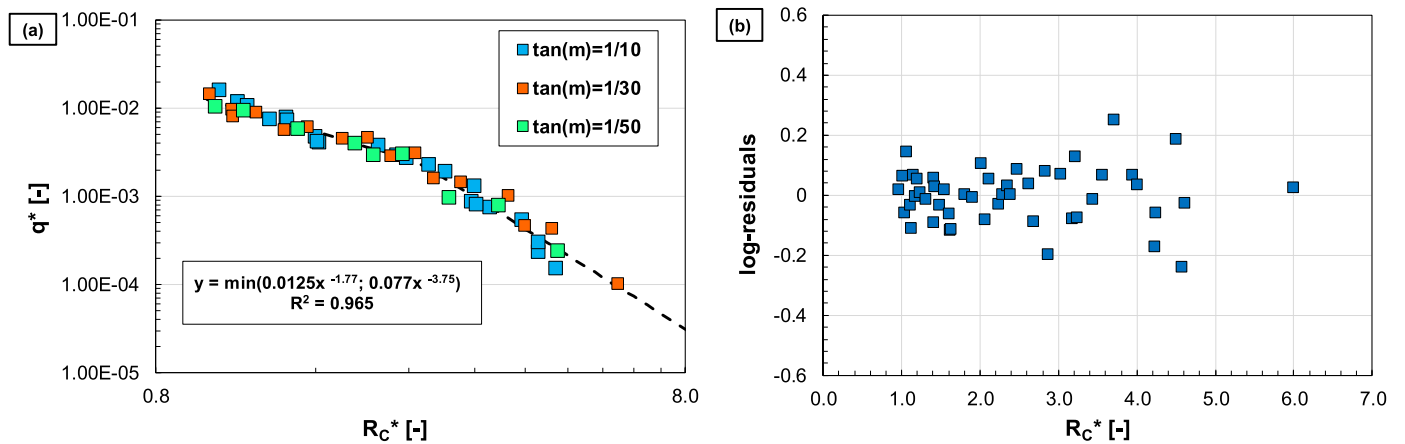 (a)
1.00E-01
1.00E-02
1.00E-03
1.00E-04
1.00E-05
q* [-]
tan(m)=1/10
tan(m)=1/30
tan(m)=1/50
y = min(0.0125x -1.77; 0.077x -3.75)
R2 = 0.965
0.8
8.0
RC* [-]
(b)
0.6
0.4
0.2
0
-0.2
-0.4
-0.6
log-residuals
0.0 1.0 2.0 3.0 4.0 5.0 6.0 7.0
RC* [-]